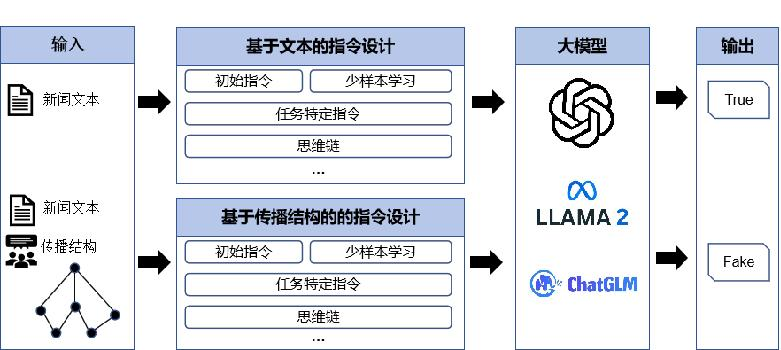 输入
新闻文本
新闻文本
传播结构
基于文本的指令设计
初始指令
少样本学习
任务特定指令
思维链
...
基于传播结构的的指令设计
初始指令
少样本学习
任务特定指令
思维链
...
大模型
LLAMA 2
ChatGLM
输出
True
Fake